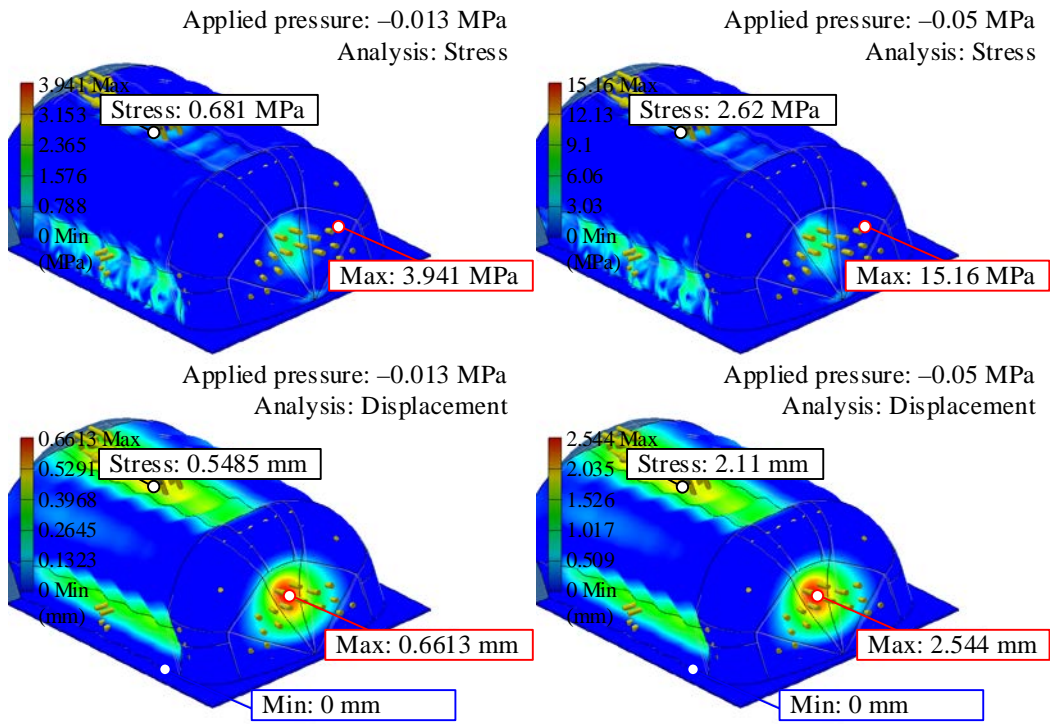 Applied pressure: –0.013 MPa
Analysis: Stress
3.941 Max
Stress: 0.681 MPa
3.153
2.365
1.576
0.788
0 Min
(MPa)
Max: 3.941 MPa
Applied pressure: –0.05 MPa
Analysis: Stress
15.16 Max
Stress: 2.62 MPa
12.13
9.1
6.06
3.03
0 Min
(MPa)
Max: 15.16 MPa
Applied pressure: –0.013 MPa
Analysis: Displacement
0.6613 Max
Stress: 0.5485 mm
0.5291
0.3968
0.2645
0.1323
0 Min
(mm)
Max: 0.6613 mm
Min: 0 mm
Applied pressure: –0.05 MPa
Analysis: Displacement
2.544 Max
Stress: 2.11 mm
2.035
1.526
1.017
0.509
0 Min
(mm)
Max: 2.544 mm
Min: 0 mm